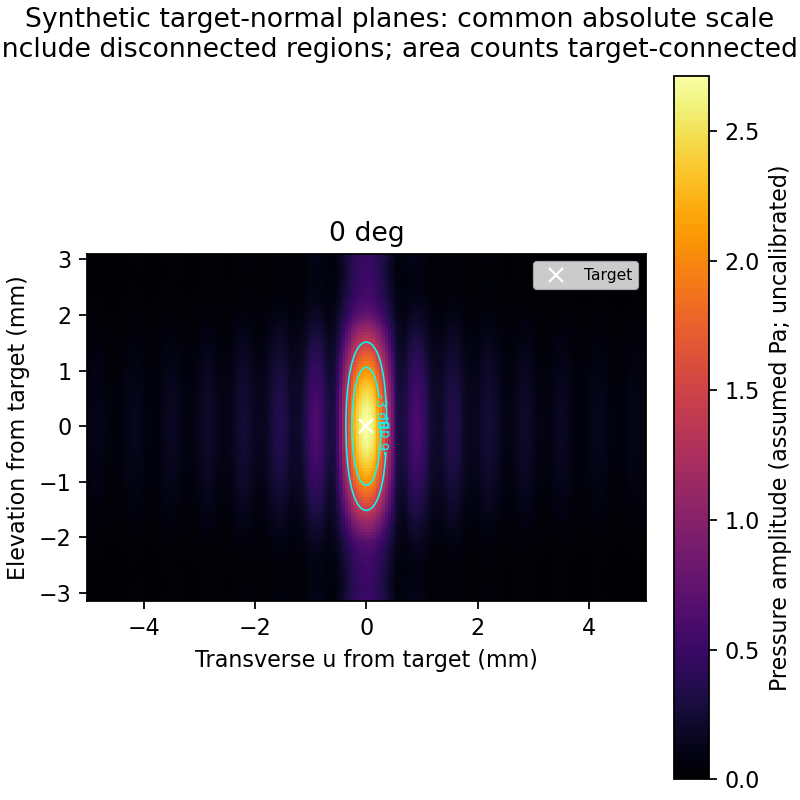 Synthetic target-normal planes: common absolute scale
nclude disconnected regions; area counts target-connected
0 deg
Target
3
2
1
0
−1
−2
−3
Elevation from target (mm)
−4
−2
0
2
4
Transverse u from target (mm)
2.5
2.0
1.5
1.0
0.5
0.0
Pressure amplitude (assumed Pa; uncalibrated)